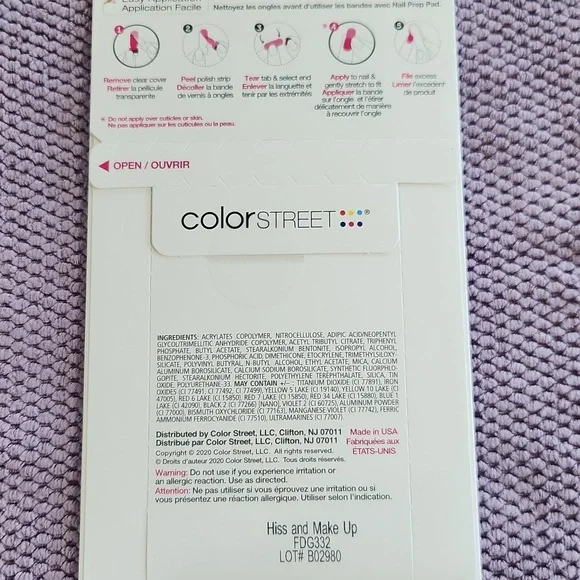 Easy Application
Application Facile
Nettoyez les ongles avant d'utiliser les bandes avec Nail Prep Pad.
1
2
3
4
5
Remove clear cover
Retirer la pellicule
transparente
Peel polish strip
Décoller la bande
de vernis à ongles
Tear tab & select end
Enlever la languette et
tenir par les extrémités
Apply to nail &
gently stretch to fit
Appliquer la bande
sur l'ongle et l'étirer
délicatement de manière
à recouvrir l'ongle
File excess
Limer l'excédent
de produit
* Do not apply over cuticles or skin.
Ne pas appliquer sur les cuticules ou la peau.
OPEN / OUVRIR
colorSTREET ®
INGREDIENTS: ACRYLATES COPOLYMER, NITROCELLULOSE, ADIPIC ACID/NEOPENTYL
GLYCOL/TRIMELLITIC ANHYDRIDE COPOLYMER, ACETYL TRIBUTYL CITRATE, TRIPHENYL
PHOSPHATE, BUTYL ACETATE, STEARALKONIUM BENTONITE, ISOPROPYL ALCOHOL,
BENZOPHENONE-3, PHOSPHORIC ACID, DIMETHICONE, ETOCRYLENE, TRIMETHYLSILOXY-
SILICATE, POLYVINYL BUTYRAL, N-BUTYL ALCOHOL, ETHYL ACETATE, MICA, CALCIUM
ALUMINUM BOROSILICATE, CALCIUM SODIUM BOROSILICATE, SYNTHETIC FLUORPHLO-
GOPITE, STEARALKONIUM HECTORITE, POLYETHYLENE TEREPHTHALATE, SILICA, TIN
OXIDE, POLYURETHANE-33. MAY CONTAIN +/- : TITANIUM DIOXIDE (CI 77891), IRON
OXIDES (CI 77491, CI 77492, CI 77499), YELLOW 5 LAKE (CI 19140), YELLOW 10 LAKE (CI
47005), RED 6 LAKE (CI 15850), RED 7 LAKE (CI 15850), RED 34 LAKE (CI 15880), BLUE 1
LAKE (CI 42090), BLACK 2 (CI 77266) [NANO], VIOLET 2 (CI 60725), ALUMINUM POWDER
(CI 77000), BISMUTH OXYCHLORIDE (CI 77163), MANGANESE VIOLET (CI 77742), FERRIC
AMMONIUM FERROCYANIDE (CI 77510), ULTRAMARINES (CI 77007).
Distributed by Color Street, LLC, Clifton, NJ 07011
Distribué par Color Street, LLC, Clifton, NJ 07011
Copyright © 2020 Color Street, LLC. All rights reserved.
© Droits d'auteur 2020 Color Street, LLC. Tous droits réservés.
Made in USA
Fabriquées aux
ÉTATS-UNIS
Warning: Do not use if you experience irritation or
an allergic reaction. Use as directed.
Attention: Ne pas utiliser si vous éprouvez une irritation ou si
vous présentez une réaction allergique. Utiliser selon l'indication.
Hiss and Make Up
FDG332
LOT# B02980